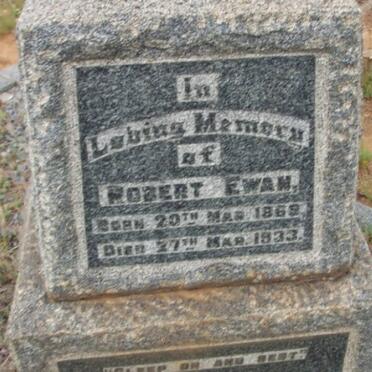 In
Loving Memory
of
ROBERT EWAN,
BORN 20TH MAR. 1869
DIED 27TH MAR. 1933.
"SLEEP ON AND REST"